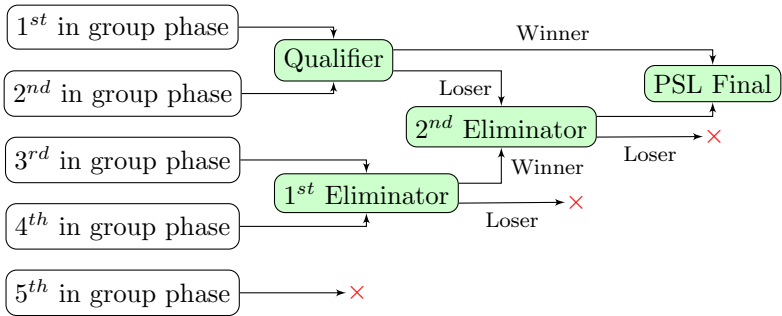 1st in group phase
Winner
Qualifier
PSL Final
2nd in group phase
Loser
2nd Eliminator
3rd in group phase
Loser
Winner
1st Eliminator
4th in group phase
Loser
5th in group phase